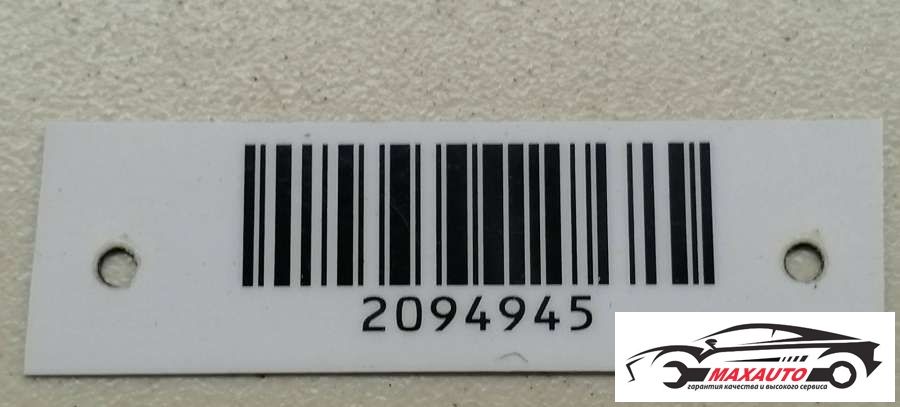 2094945
MAXAUTO
гарантия качества и высокого сервиса